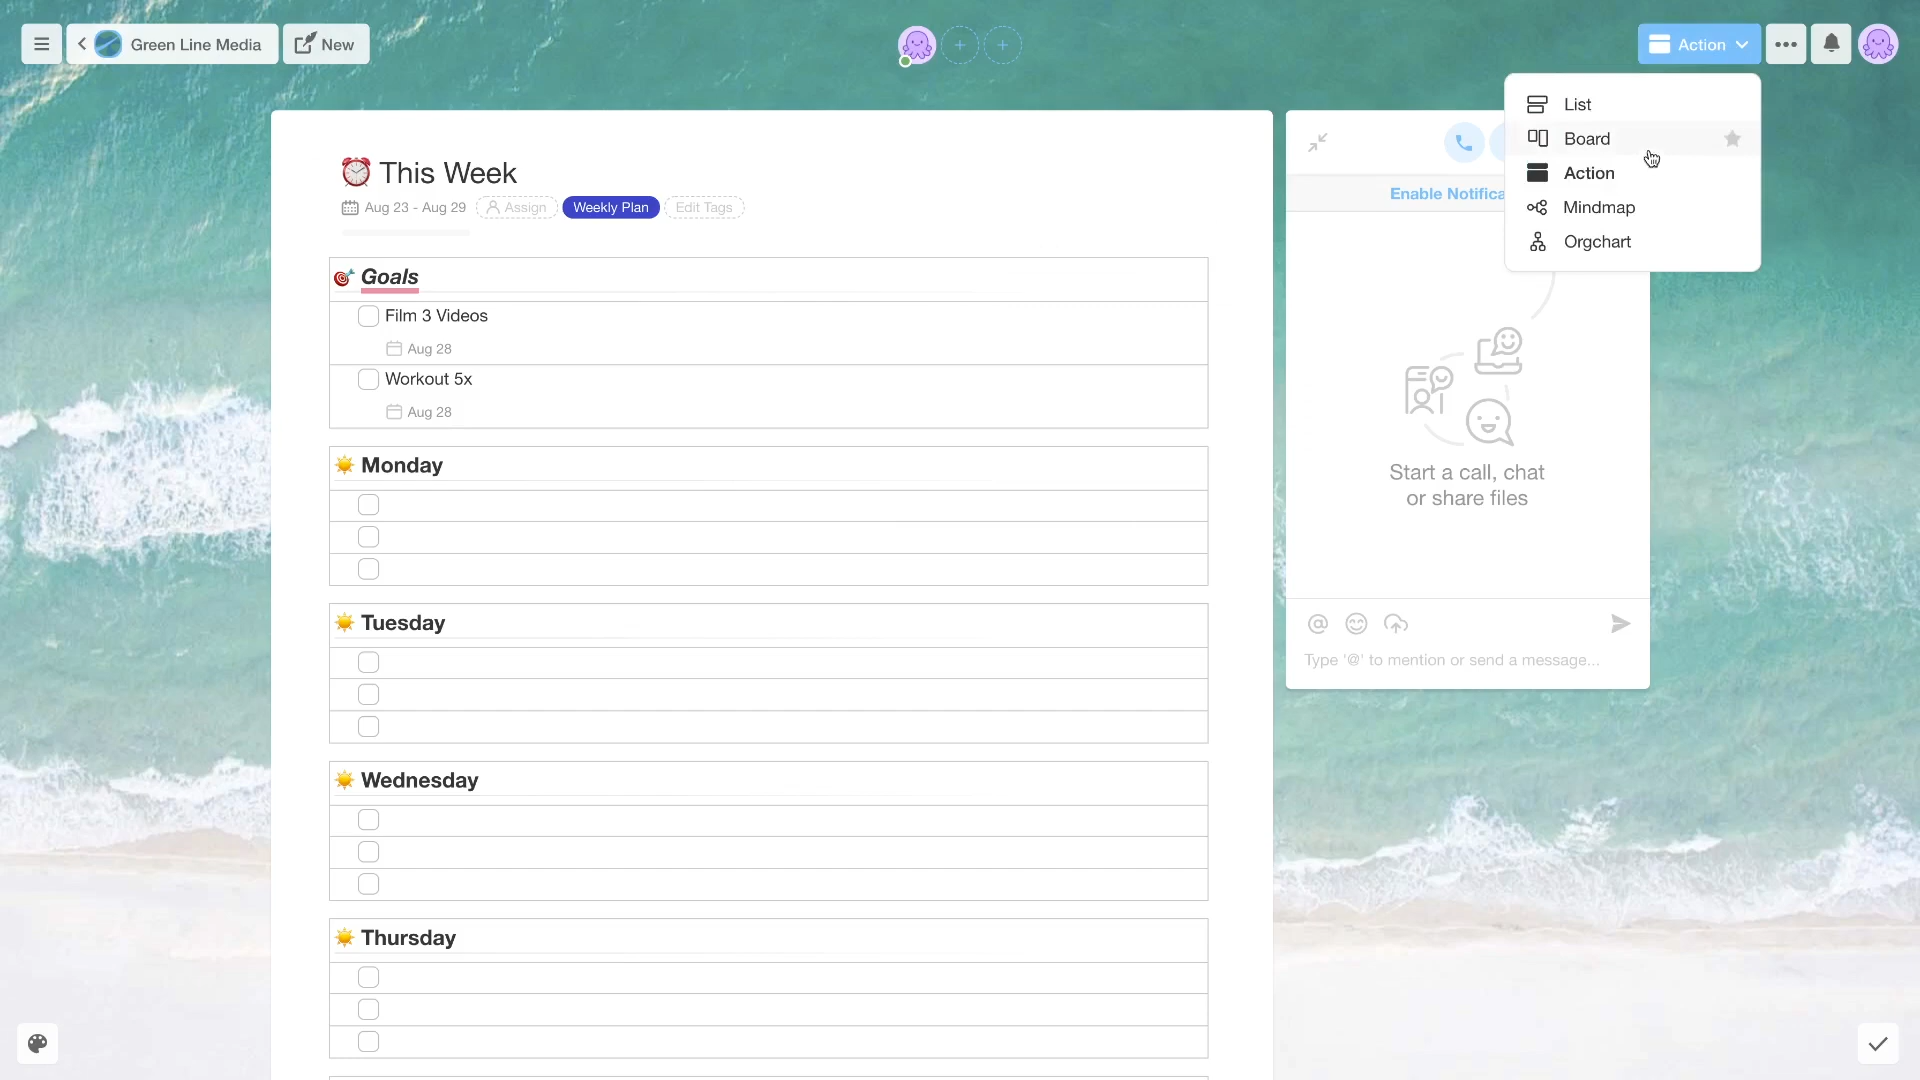 Green Line Media
New
Action
List
Board
Action
Mindmap
Orgchart
This Week
Aug 23 - Aug 29
Assign
Weekly Plan
Edit Tags
Enable Notifica
Goals
Film 3 Videos
Aug 28
Workout 5x
Aug 28
Monday
Tuesday
Wednesday
Thursday
Start a call, chat
or share files
Type '@' to mention or send a message...